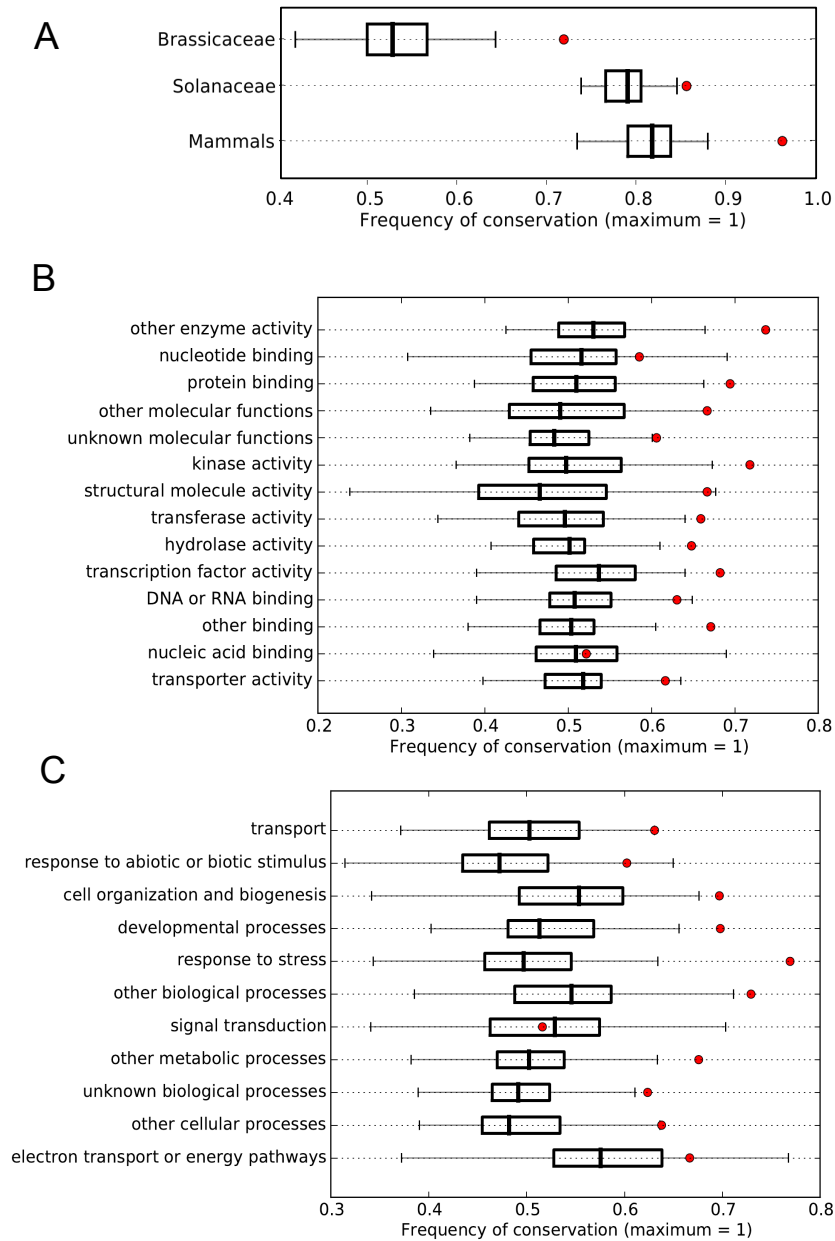 A
Brassicaceae
Solanaceae
Mammals
0.4 0.5 0.6 0.7 0.8 0.9 1.0
Frequency of conservation (maximum = 1)
B
other enzyme activity
nucleotide binding
protein binding
other molecular functions
unknown molecular functions
kinase activity
structural molecule activity
transferase activity
hydrolase activity
transcription factor activity
DNA or RNA binding
other binding
nucleic acid binding
transporter activity
0.2 0.3 0.4 0.5 0.6 0.7 0.8
Frequency of conservation (maximum = 1)
C
transport
response to abiotic or biotic stimulus
cell organization and biogenesis
developmental processes
response to stress
other biological processes
signal transduction
other metabolic processes
unknown biological processes
other cellular processes
electron transport or energy pathways
0.3 0.4 0.5 0.6 0.7 0.8
Frequency of conservation (maximum = 1)